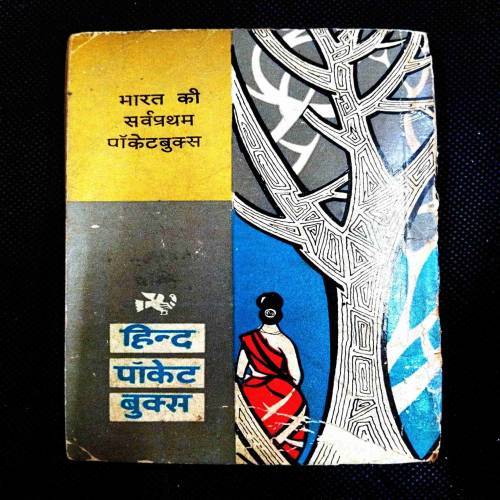 भारत की
सर्वप्रथम
पॉकेटबुक्स
हिन्द
पॉकेट
बुक्स